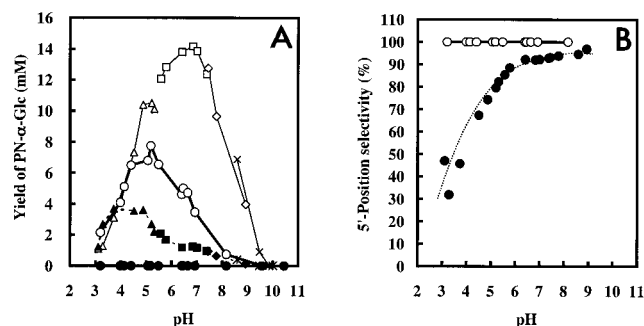 A
Yield of PN-α-Glc (mM)
16
14
12
10
8
6
4
2
0
2 3 4 5 6 7 8 9 10 11
pH
B
5'-Position selectivity (%)
110
100
90
80
70
60
50
40
30
20
10
0
2 3 4 5 6 7 8 9 10
pH